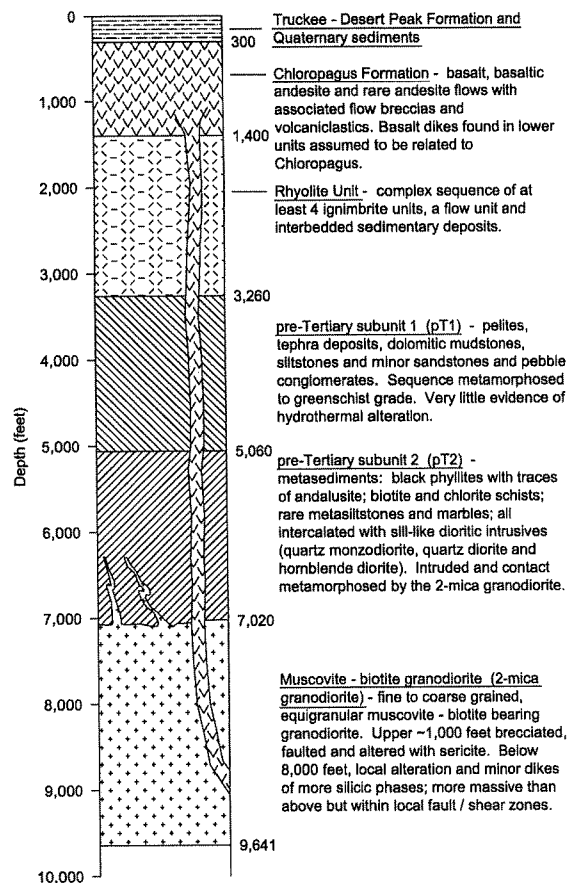 0
Truckee - Desert Peak Formation and
Quaternary sediments
300
Chloropagus Formation - basalt, basaltic
andesite and rare andesite flows with
associated flow breccias and
volcaniclastics. Basalt dikes found in lower
units assumed to be related to
Chloropagus.
1,000
1,400
Rhyolite Unit - complex sequence of at
least 4 ignimbrite units, a flow unit and
interbedded sedimentary deposits.
2,000
3,000
3,260
pre-Tertiary subunit 1 (pT1) - pelites,
tephra deposits, dolomitic mudstones,
siltstones and minor sandstones and pebble
conglomerates. Sequence metamorphosed
to greenschist grade. Very little evidence of
hydrothermal alteration.
4,000
Depth (feet)
5,000
5,060
pre-Tertiary subunit 2 (pT2) -
metasediments: black phyllites with traces
of andalusite; biotite and chlorite schists;
rare metasiltstones and marbles; all
intercalated with sill-like dioritic intrusives
(quartz monzodiorite, quartz diorite and
hornblende diorite). Intruded and contact
metamorphosed by the 2-mica granodiorite.
6,000
7,000
7,020
Muscovite - biotite granodiorite (2-mica
granodiorite) - fine to coarse grained,
equigranular muscovite - biotite bearing
granodiorite. Upper ~1,000 feet brecciated,
faulted and altered with sericite. Below
8,000 feet, local alteration and minor dikes
of more silicic phases; more massive than
above but within local fault / shear zones.
8,000
9,000
9,641
10,000